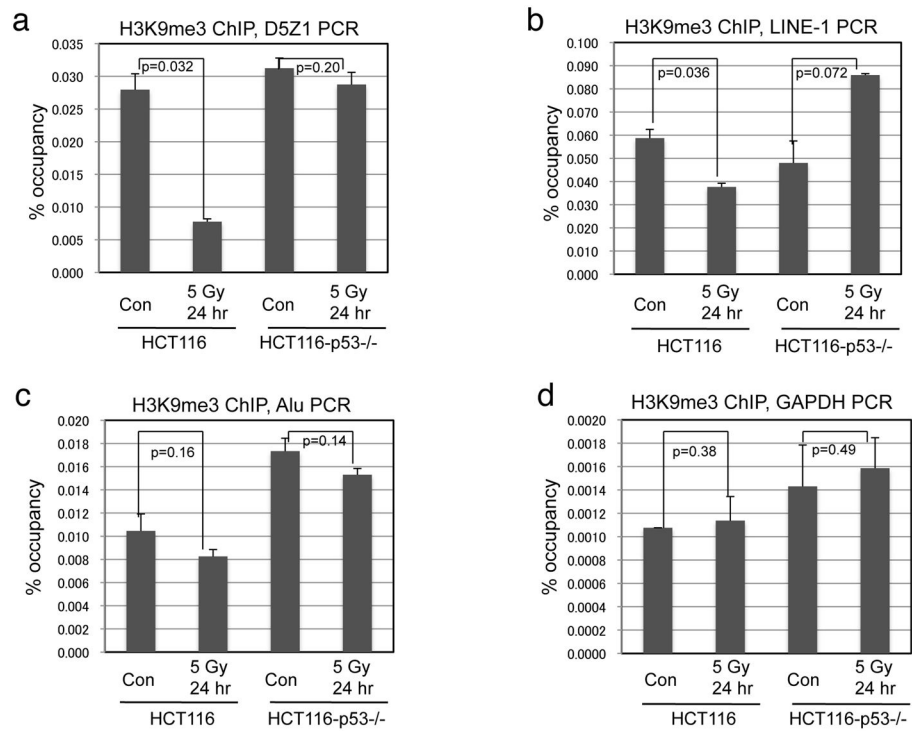 a
H3K9me3 ChIP, D5Z1 PCR
% occupancy
0.035
0.030
0.025
0.020
0.015
0.010
0.005
0.000
p=0.032
p=0.20
Con
5 Gy
24 hr
Con
5 Gy
24 hr
HCT116
HCT116-p53-/-
b
H3K9me3 ChIP, LINE-1 PCR
% occupancy
0.100
0.090
0.080
0.070
0.060
0.050
0.040
0.030
0.020
0.010
0.000
p=0.036
p=0.072
Con
5 Gy
24 hr
Con
5 Gy
24 hr
HCT116
HCT116-p53-/-
c
H3K9me3 ChIP, Alu PCR
% occupancy
0.020
0.018
0.016
0.014
0.012
0.010
0.008
0.006
0.004
0.002
0.000
p=0.16
p=0.14
Con
5 Gy
24 hr
Con
5 Gy
24 hr
HCT116
HCT116-p53-/-
d
H3K9me3 ChIP, GAPDH PCR
% occupancy
0.0020
0.0018
0.0016
0.0014
0.0012
0.0010
0.0008
0.0006
0.0004
0.0002
0.0000
p=0.38
p=0.49
Con
5 Gy
24 hr
Con
5 Gy
24 hr
HCT116
HCT116-p53-/-